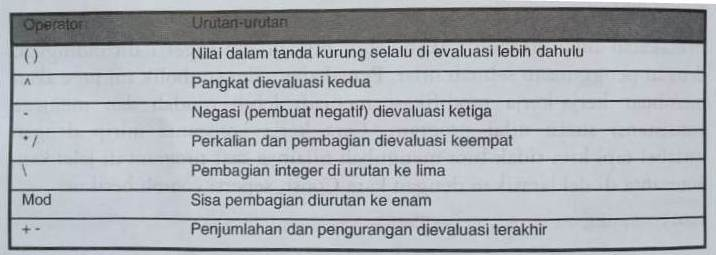 Operator Urutan-urutan
( ) Nilai dalam tanda kurung selalu di evaluasi lebih dahulu
^ Pangkat dievaluasi kedua
- Negasi (pembuat negatif) dievaluasi ketiga
* / Perkalian dan pembagian dievaluasi keempat
\ Pembagian integer di urutan ke lima
Mod Sisa pembagian diurutan ke enam
+ - Penjumlahan dan pengurangan dievaluasi terakhir